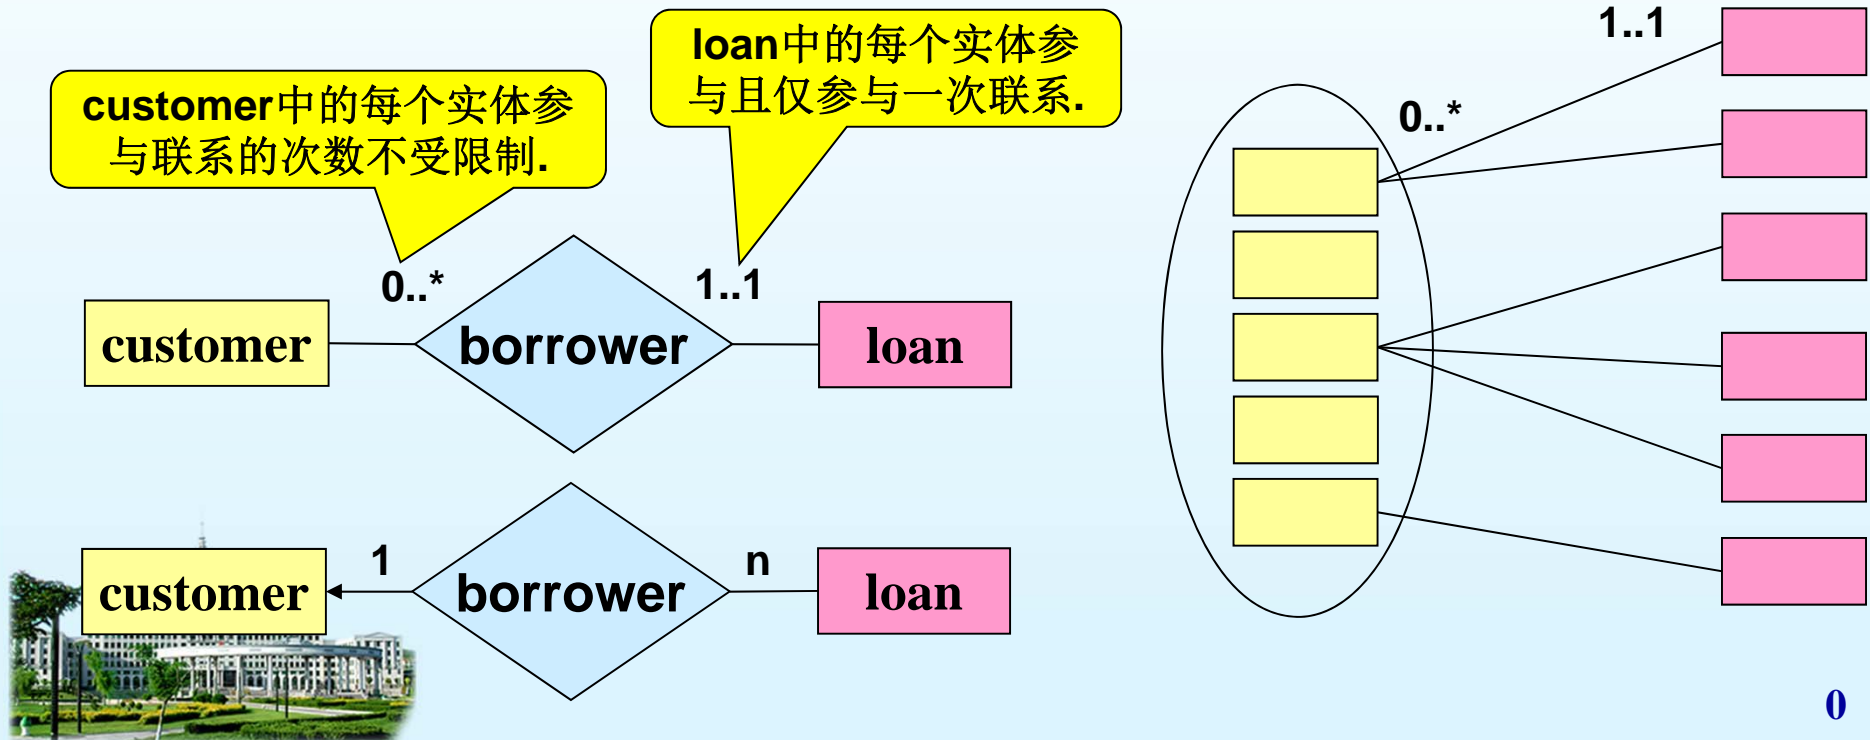 customer中的每个实体参
与联系的次数不受限制.
loan中的每个实体参
与且仅参与一次联系.
0..*
1..1
customer
borrower
loan
1
n
customer
borrower
loan
1..1
0..*
0